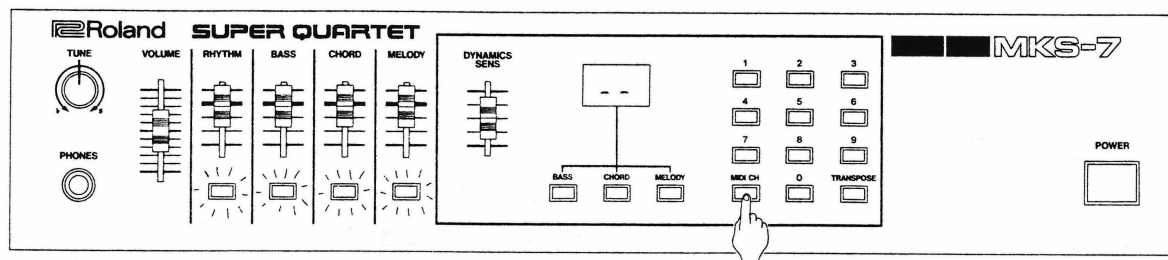 Roland SUPER QUARTET
MKS-7
TUNE VOLUME RHYTHM BASS CHORD MELODY
DYNAMICS
SENS
PHONES
1 2 3
4 5 6
7 8 9
MIDI CH 0 TRANSPOSE
BASS CHORD MELODY
POWER